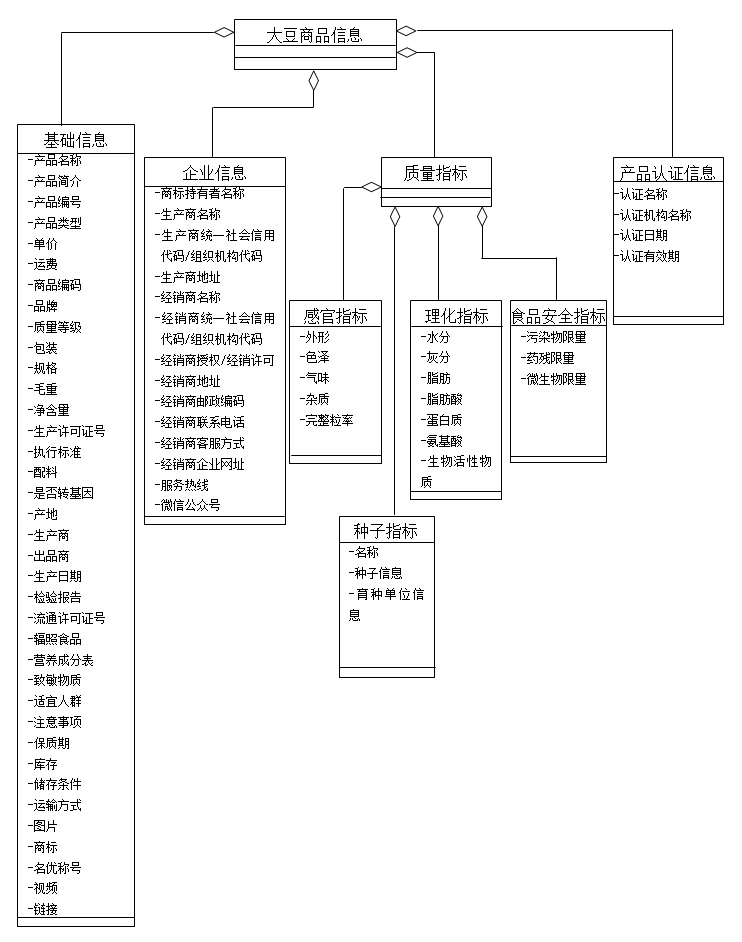 大豆商品信息
基础信息
-产品名称
-产品简介
-产品编号
-产品类型
-单价
-运费
-商品编码
-品牌
-质量等级
-包装
-规格
-毛重
-净含量
-生产许可证号
-执行标准
-配料
-是否转基因
-产地
-生产商
-出品商
-生产日期
-检验报告
-流通许可证号
-辐照食品
-营养成分表
-致敏物质
-适宜人群
-注意事项
-保质期
-库存
-储存条件
-运输方式
-图片
-商标
-名优称号
-视频
-链接
企业信息
-商标持有者名称
-生产商名称
-生产商统一社会信用
代码/组织机构代码
-生产商地址
-经销商名称
-经销商统一社会信用
代码/组织机构代码
-经销商授权/经销许可
-经销商地址
-经销商邮政编码
-经销商联系电话
-经销商客服方式
-经销商企业网址
-服务热线
-微信公众号
质量指标
感官指标
-外形
-色泽
-气味
-杂质
-完整粒率
种子指标
-名称
-种子信息
-育种单位信
息
理化指标
-水分
-灰分
-脂肪
-脂肪酸
-蛋白质
-氨基酸
-生物活性物
质
食品安全指标
-污染物限量
-药残限量
-微生物限量
产品认证信息
-认证名称
-认证机构名称
-认证日期
-认证有效期